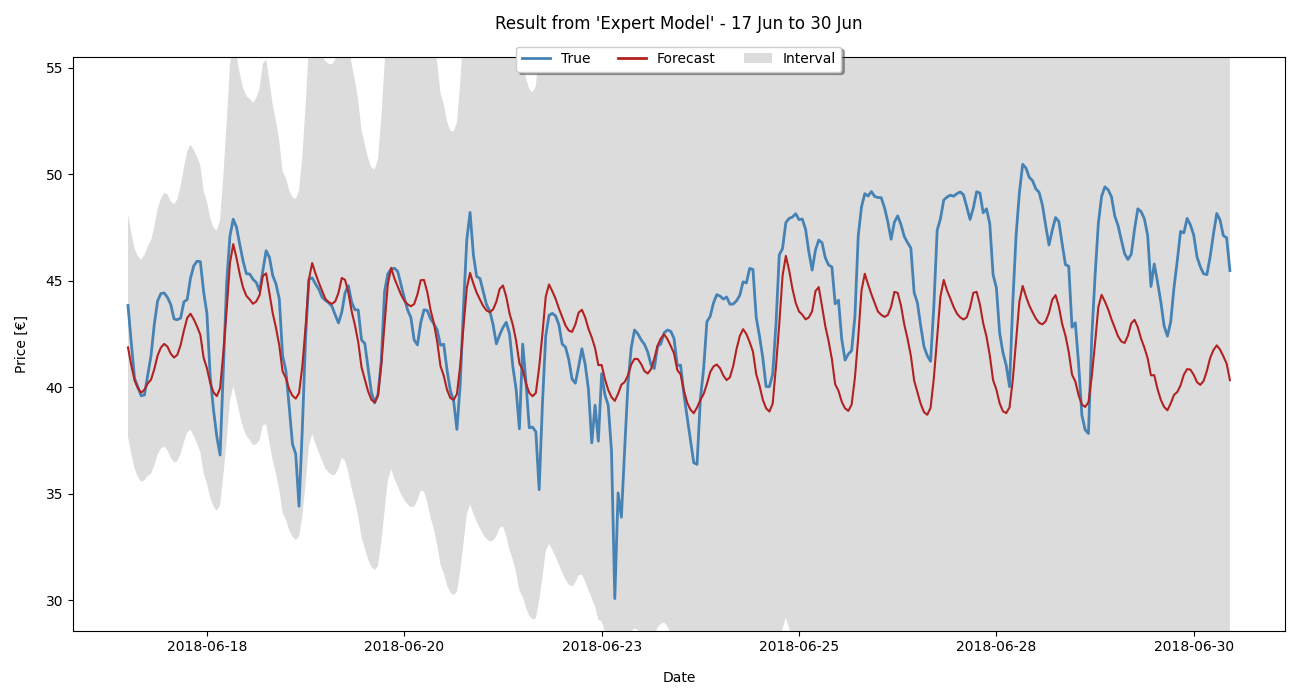 Result from 'Expert Model' - 17 Jun to 30 Jun
True Forecast Interval
55
50
45
40
35
30
Price [€]
2018-06-18 2018-06-20 2018-06-23 2018-06-25 2018-06-28 2018-06-30
Date